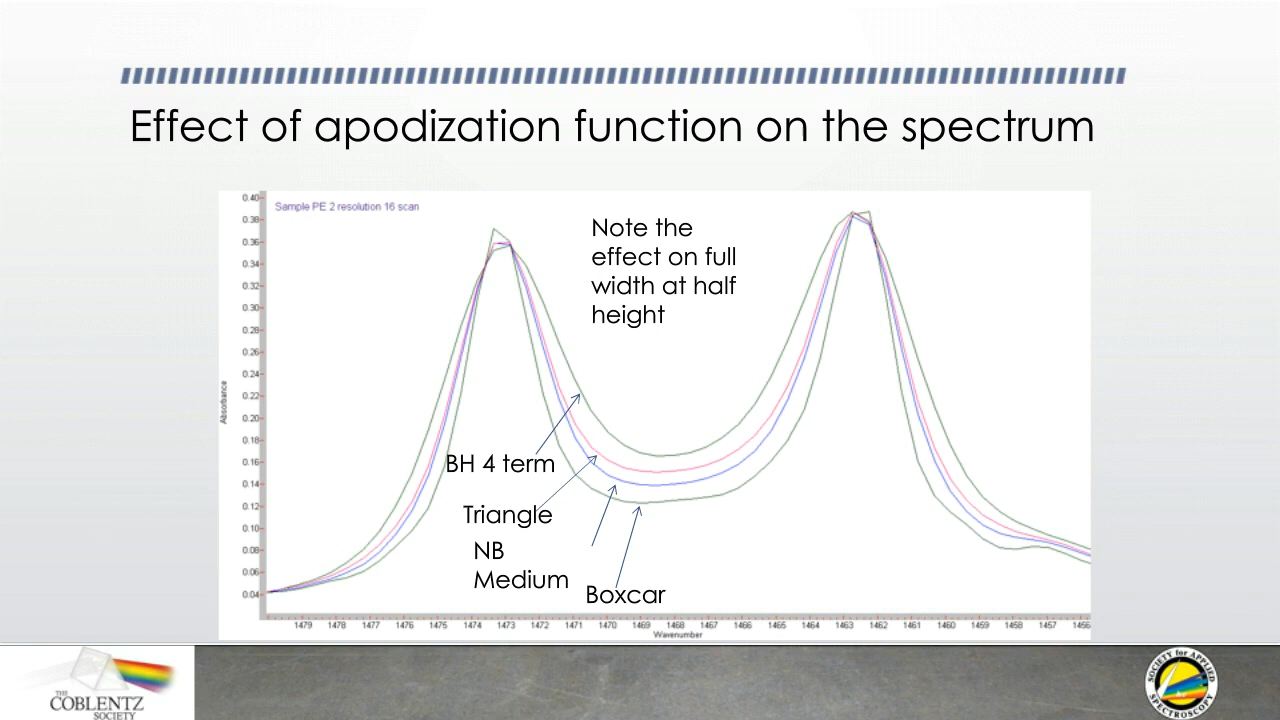 Effect of apodization function on the spectrum
Sample PE 2 resolution 16 scan
Note the
effect on full
width at half
height
BH 4 term
Triangle
NB
Medium
Boxcar
Absorbance
0.40
0.38
0.36
0.34
0.32
0.30
0.28
0.26
0.24
0.22
0.20
0.18
0.16
0.14
0.12
0.10
0.08
0.06
0.04
1479 1478 1477 1476 1475 1474 1473 1472 1471 1470 1469 1468 1467 1466 1465 1464 1463 1462 1461 1460 1459 1458 1457 1456
Wavenumber
THE
COBLENTZ
SOCIETY
SOCIETY for APPLIED
SPECTROSCOPY